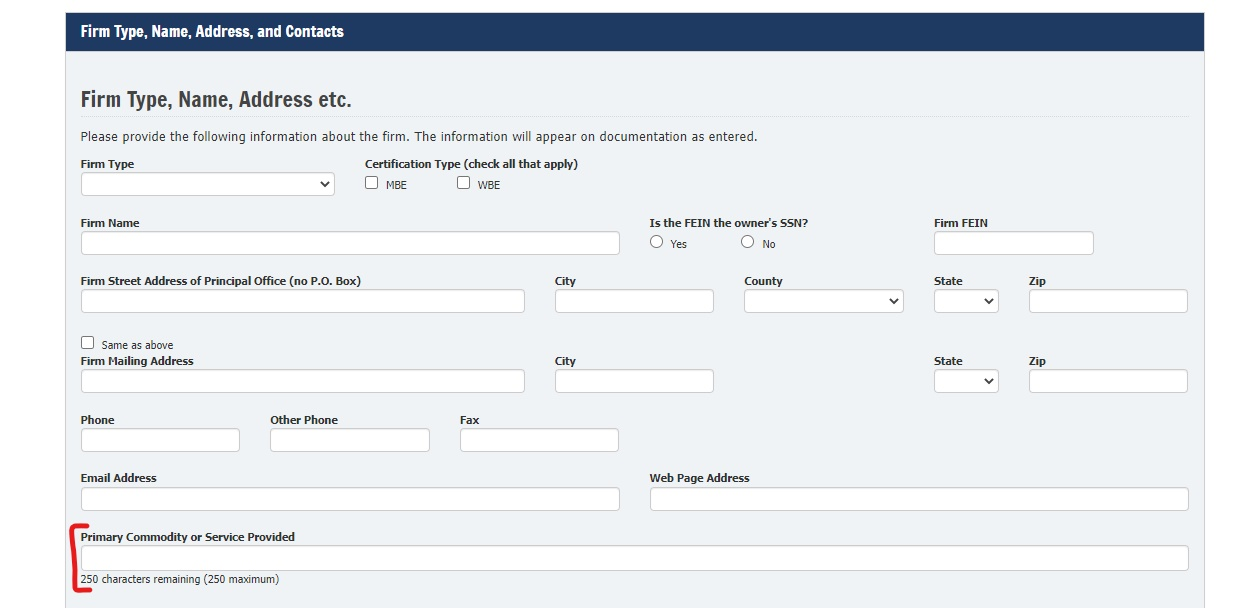 Firm Type, Name, Address, and Contacts
Firm Type, Name, Address etc.
Please provide the following information about the firm. The information will appear on documentation as entered.
Firm Type Certification Type (check all that apply)
MBE WBE
Firm Name Is the FEIN the owner's SSN? Firm FEIN
Yes No
Firm Street Address of Principal Office (no P.O. Box) City County State Zip
Same as above
Firm Mailing Address City State Zip
Phone Other Phone Fax
Email Address Web Page Address
Primary Commodity or Service Provided
250 characters remaining (250 maximum)